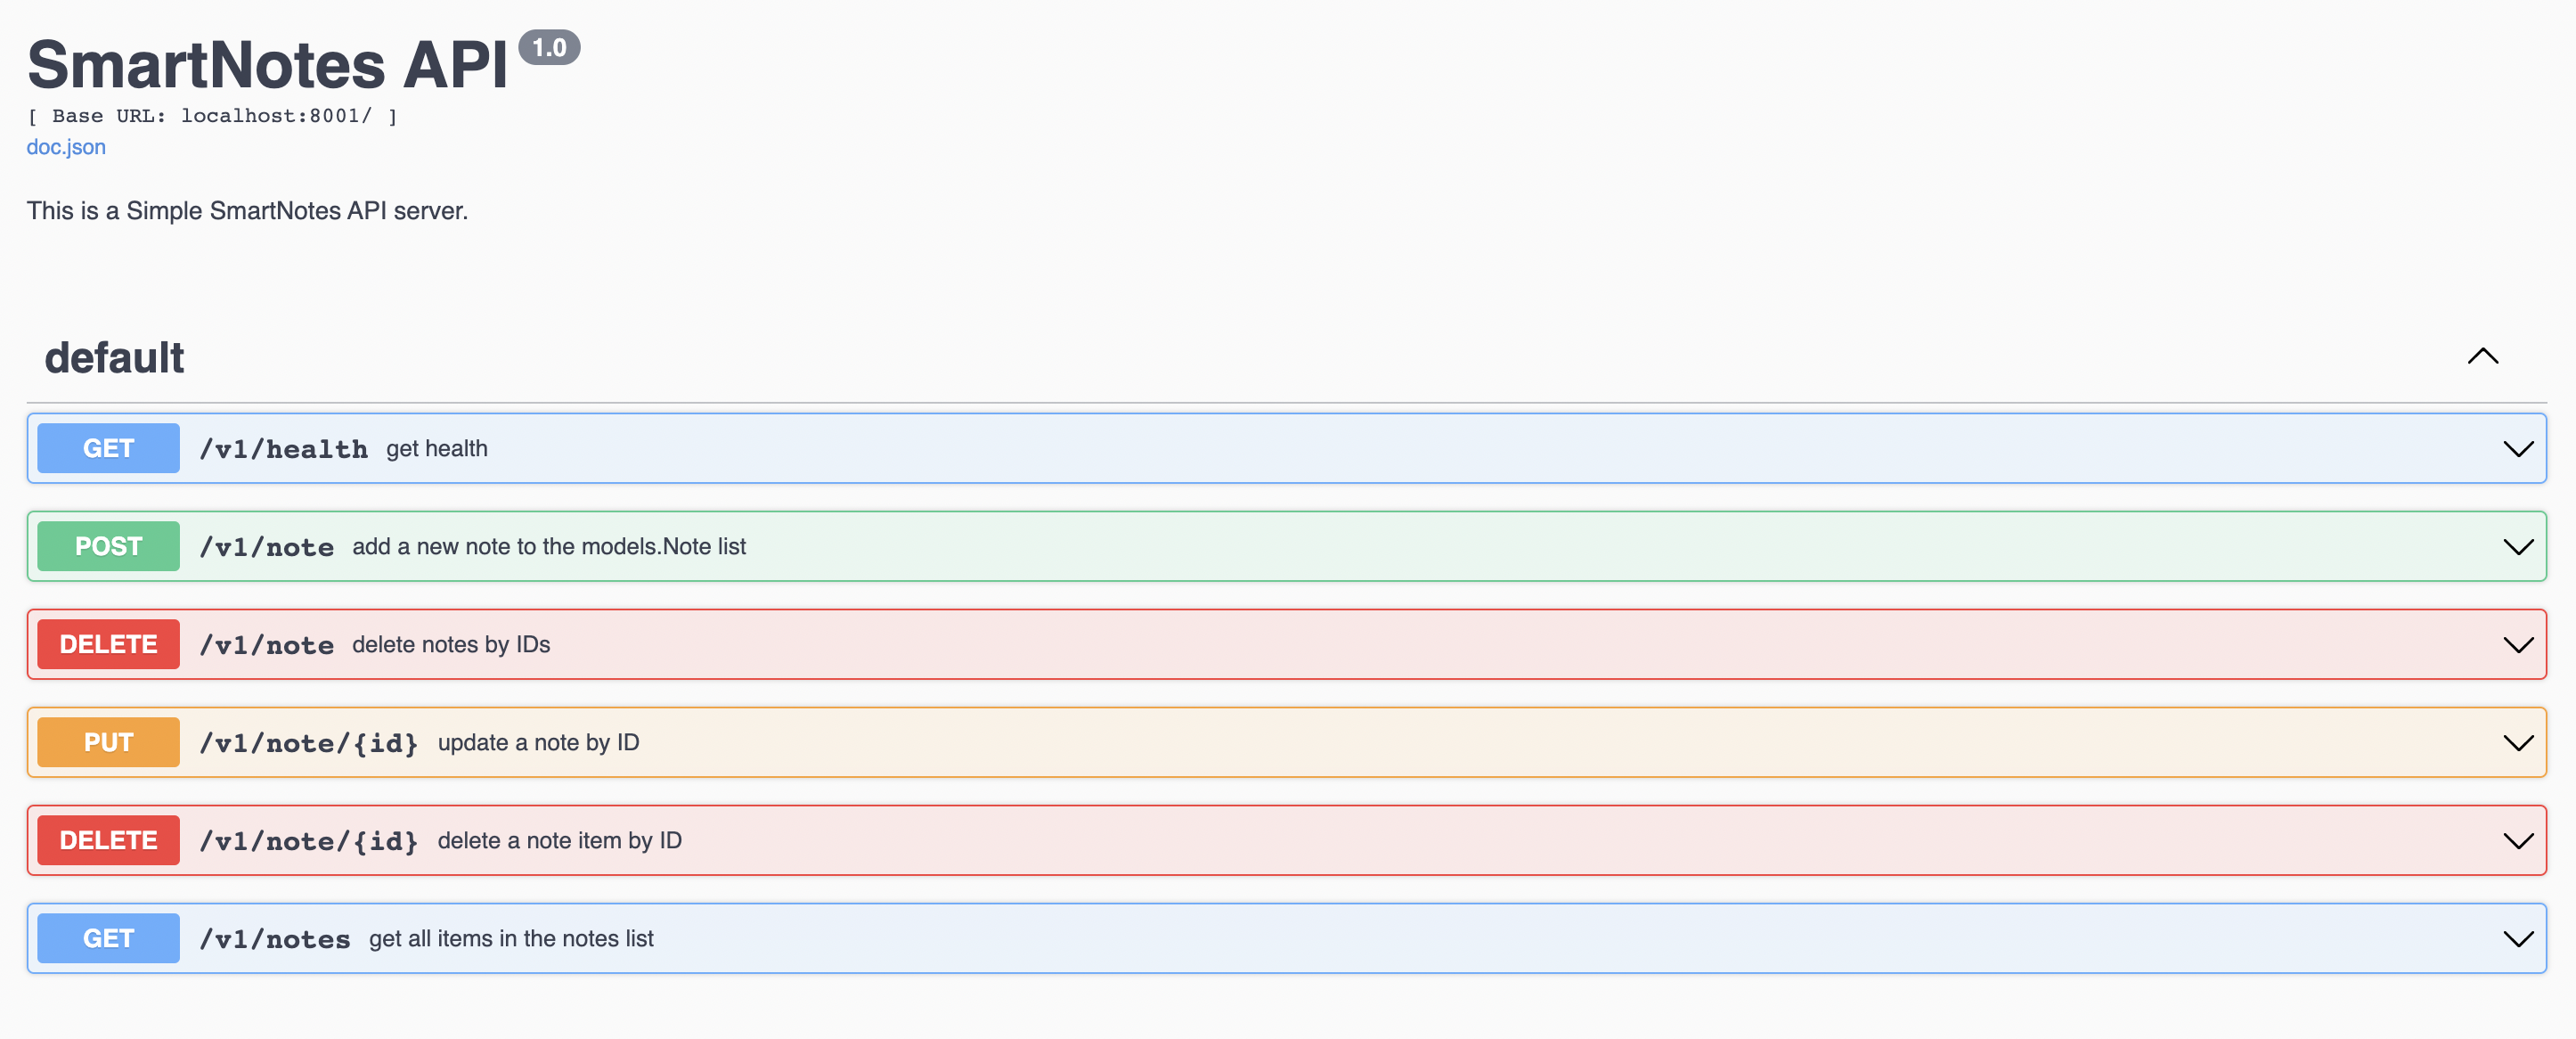 SmartNotes API 1.0
[ Base URL: localhost:8001/ ]
doc.json
This is a Simple SmartNotes API server.
default
GET /v1/health get health
POST /v1/note add a new note to the models.Note list
DELETE /v1/note delete notes by IDs
PUT /v1/note/{id} update a note by ID
DELETE /v1/note/{id} delete a note item by ID
GET /v1/notes get all items in the notes list